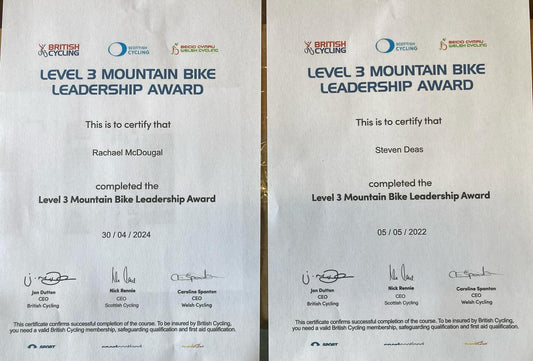 BRITISH
CYCLING
SCOTTISH
CYCLING
BEICIO CYMRU
WELSH CYCLING
LEVEL 3 MOUNTAIN BIKE
LEADERSHIP AWARD
This is to certify that
Rachael McDougal
completed the
Level 3 Mountain Bike Leadership Award
30 / 04 / 2024
Jon Dutton
CEO
British Cycling
Nick Rennie
CEO
Scottish Cycling
Caroline Spanton
CEO
Welsh Cycling
This certificate confirms successful completion of the course. To be insured by British Cycling,
you need a valid British Cycling membership, safeguarding qualification and first aid qualification.
BRITISH
CYCLING
SCOTTISH
CYCLING
BEICIO CYMRU
WELSH CYCLING
LEVEL 3 MOUNTAIN BIKE
LEADERSHIP AWARD
This is to certify that
Steven Deas
completed the
Level 3 Mountain Bike Leadership Award
05 / 05 / 2022
Jon Dutton
CEO
British Cycling
Nick Rennie
CEO
Scottish Cycling
Caroline Spanton
CEO
Welsh Cycling
This certificate confirms successful completion of the course. To be insured by British Cycling,
you need a valid British Cycling membership, safeguarding qualification and first aid qualification.